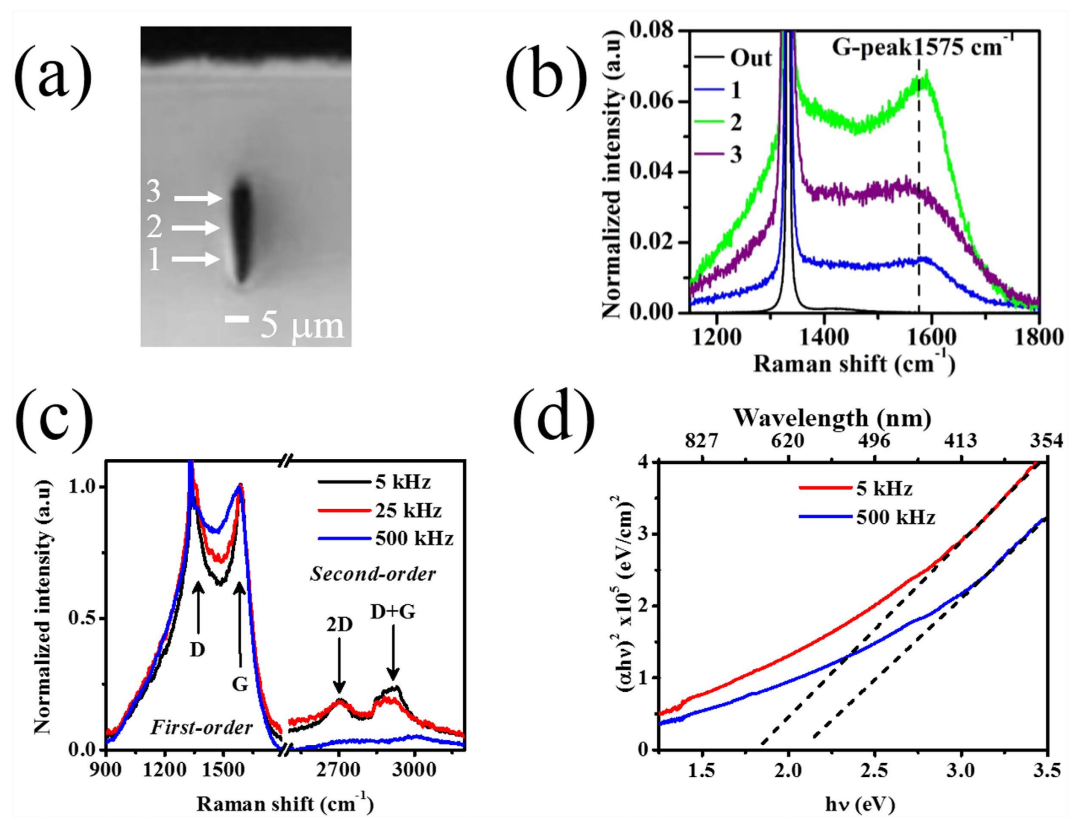 (a)
3
2
1
5 μm
(b)
Normalized intensity (a.u)
0.08
0.06
0.04
0.02
0.00
G-peak1575 cm-1
Out
1
2
3
1200 1400 1600 1800
Raman shift (cm-1)
(c)
Normalized intensity (a.u)
1.0
0.5
0.0
5 kHz
25 kHz
500 kHz
Second-order
D+G
2D
D
G
First-order
900 1200 1500 2700 3000
Raman shift (cm-1)
(d)
Wavelength (nm)
827 620 496 413 354
(αhν)2 x105 (eV/cm)2
4
3
2
1
0
5 kHz
500 kHz
1.5 2.0 2.5 3.0 3.5
hν (eV)